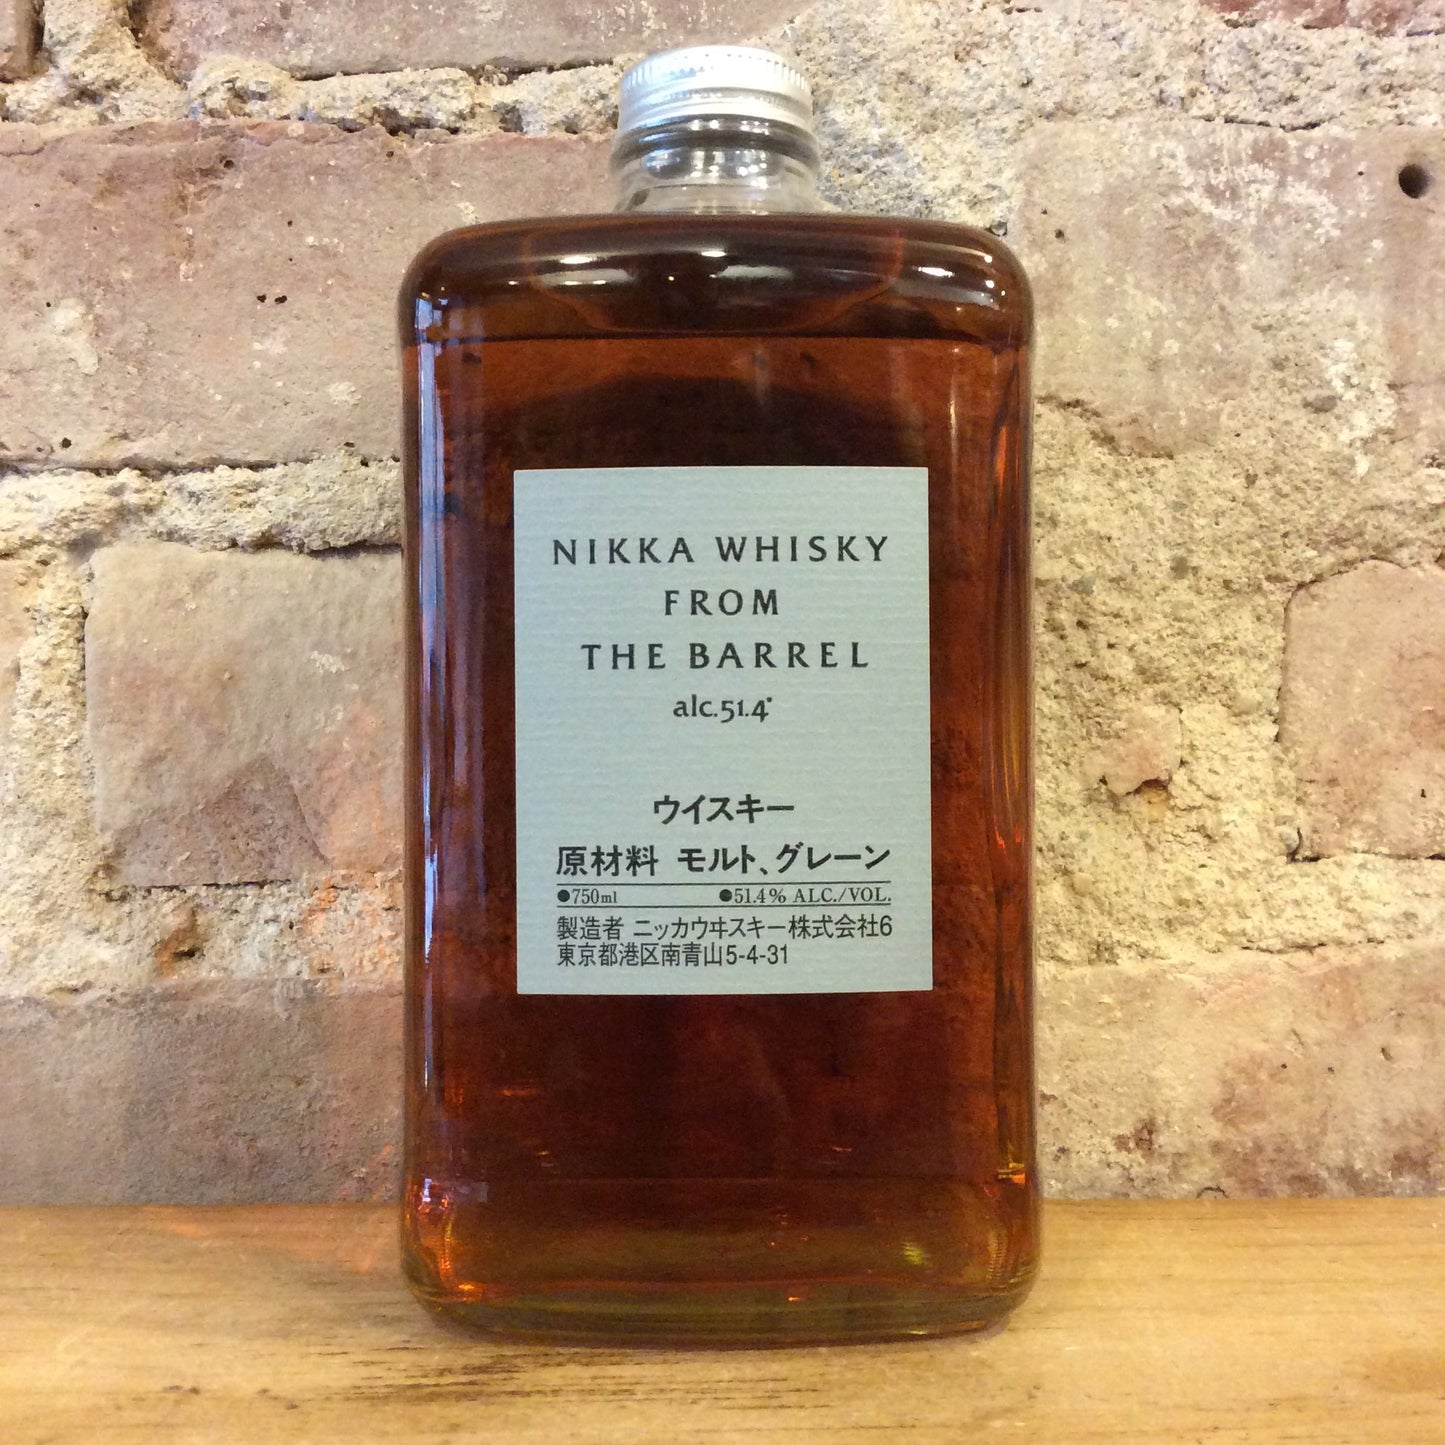 NIKKA WHISKY
FROM
THE BARREL
alc.51.4°
ウイスキー
原材料 モルト、グレーン
●750ml ●51.4% ALC./VOL.
製造者 ニッカウヰスキー株式会社6
東京都港区南青山5-4-31